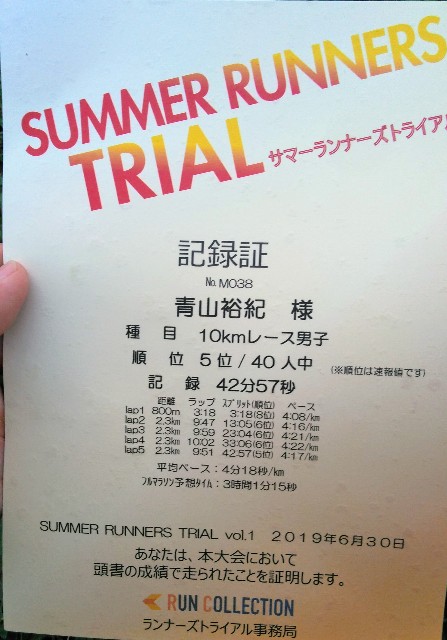 SUMMER RUNNERS
TRIAL サマーランナーズトライアル
記録証
№ M038
青山裕紀 様
種 目 10kmレース男子
順 位 5位/40人中 (※順位は速報値です)
記 録 42分57秒
距離 ラップ スプリット(順位) ペース
lap1 800m 3:18 3:18(8位) 4:08/km
lap2 2.3km 9:47 13:05(6位) 4:16/km
lap3 2.3km 9:59 23:04(6位) 4:21/km
lap4 2.3km 10:02 33:06(6位) 4:22/km
lap5 2.3km 9:51 42:57(5位) 4:17/km
平均ペース:4分18秒/km
フルマラソン予想タイム:3時間1分15秒
SUMMER RUNNERS TRIAL vol.1 2019年6月30日
あなたは、本大会において
頭書の成績で走られたことを証明します。
RUN COLLECTION
ランナーズトライアル事務局